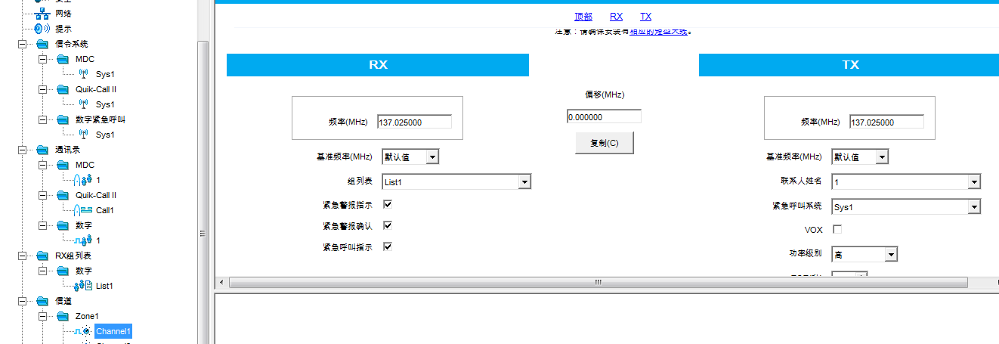 网络
提示
信令系统
MDC
Sys1
Quik-Call II
Sys1
数字紧急呼叫
Sys1
通讯录
MDC
1
Quik-Call II
Call1
数字
1
RX组列表
数字
List1
信道
Zone1
Channel1
顶部 RX TX
注意：请确保安装有相应的短型天线。
RX
频率(MHz) 137.025000
基准频率(MHz) 默认值
组列表 List1
紧急警报指示
紧急警报确认
紧急呼叫指示
偏移(MHz)
0.000000
复制(C)
TX
频率(MHz) 137.025000
基准频率(MHz) 默认值
联系人姓名 1
紧急呼叫系统 Sys1
VOX
功率级别 高